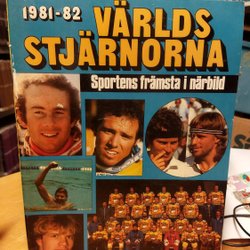 1981-82 VÄRLDS
STJÄRNORNA
Sportens främsta i närbild